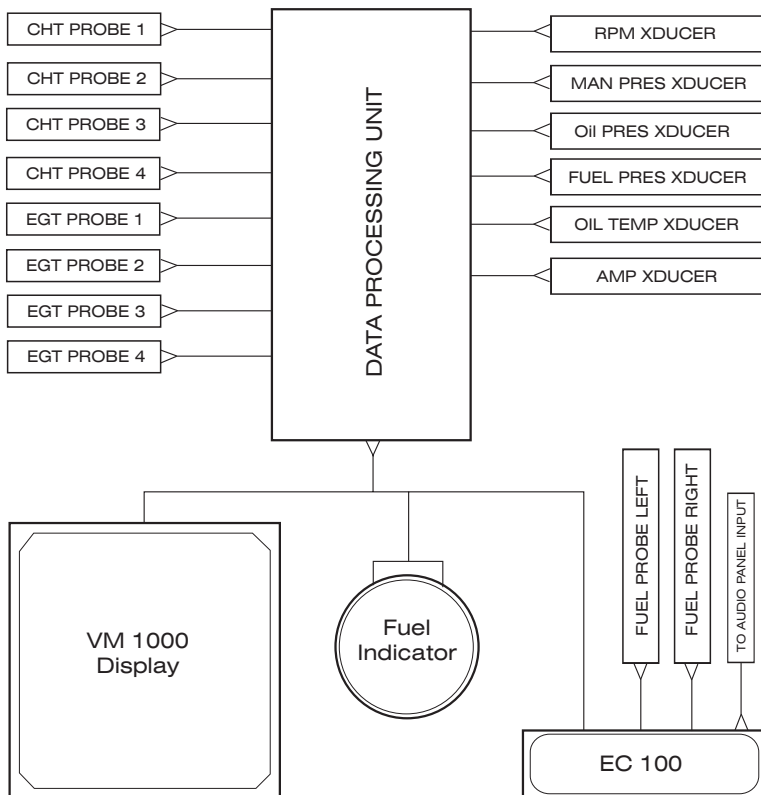 CHT PROBE 1
CHT PROBE 2
CHT PROBE 3
CHT PROBE 4
EGT PROBE 1
EGT PROBE 2
EGT PROBE 3
EGT PROBE 4
DATA PROCESSING UNIT
RPM XDUCER
MAN PRES XDUCER
Oil PRES XDUCER
FUEL PRES XDUCER
OIL TEMP XDUCER
AMP XDUCER
VM 1000
Display
Fuel
Indicator
FUEL PROBE LEFT
FUEL PROBE RIGHT
TO AUDIO PANEL INPUT
EC 100